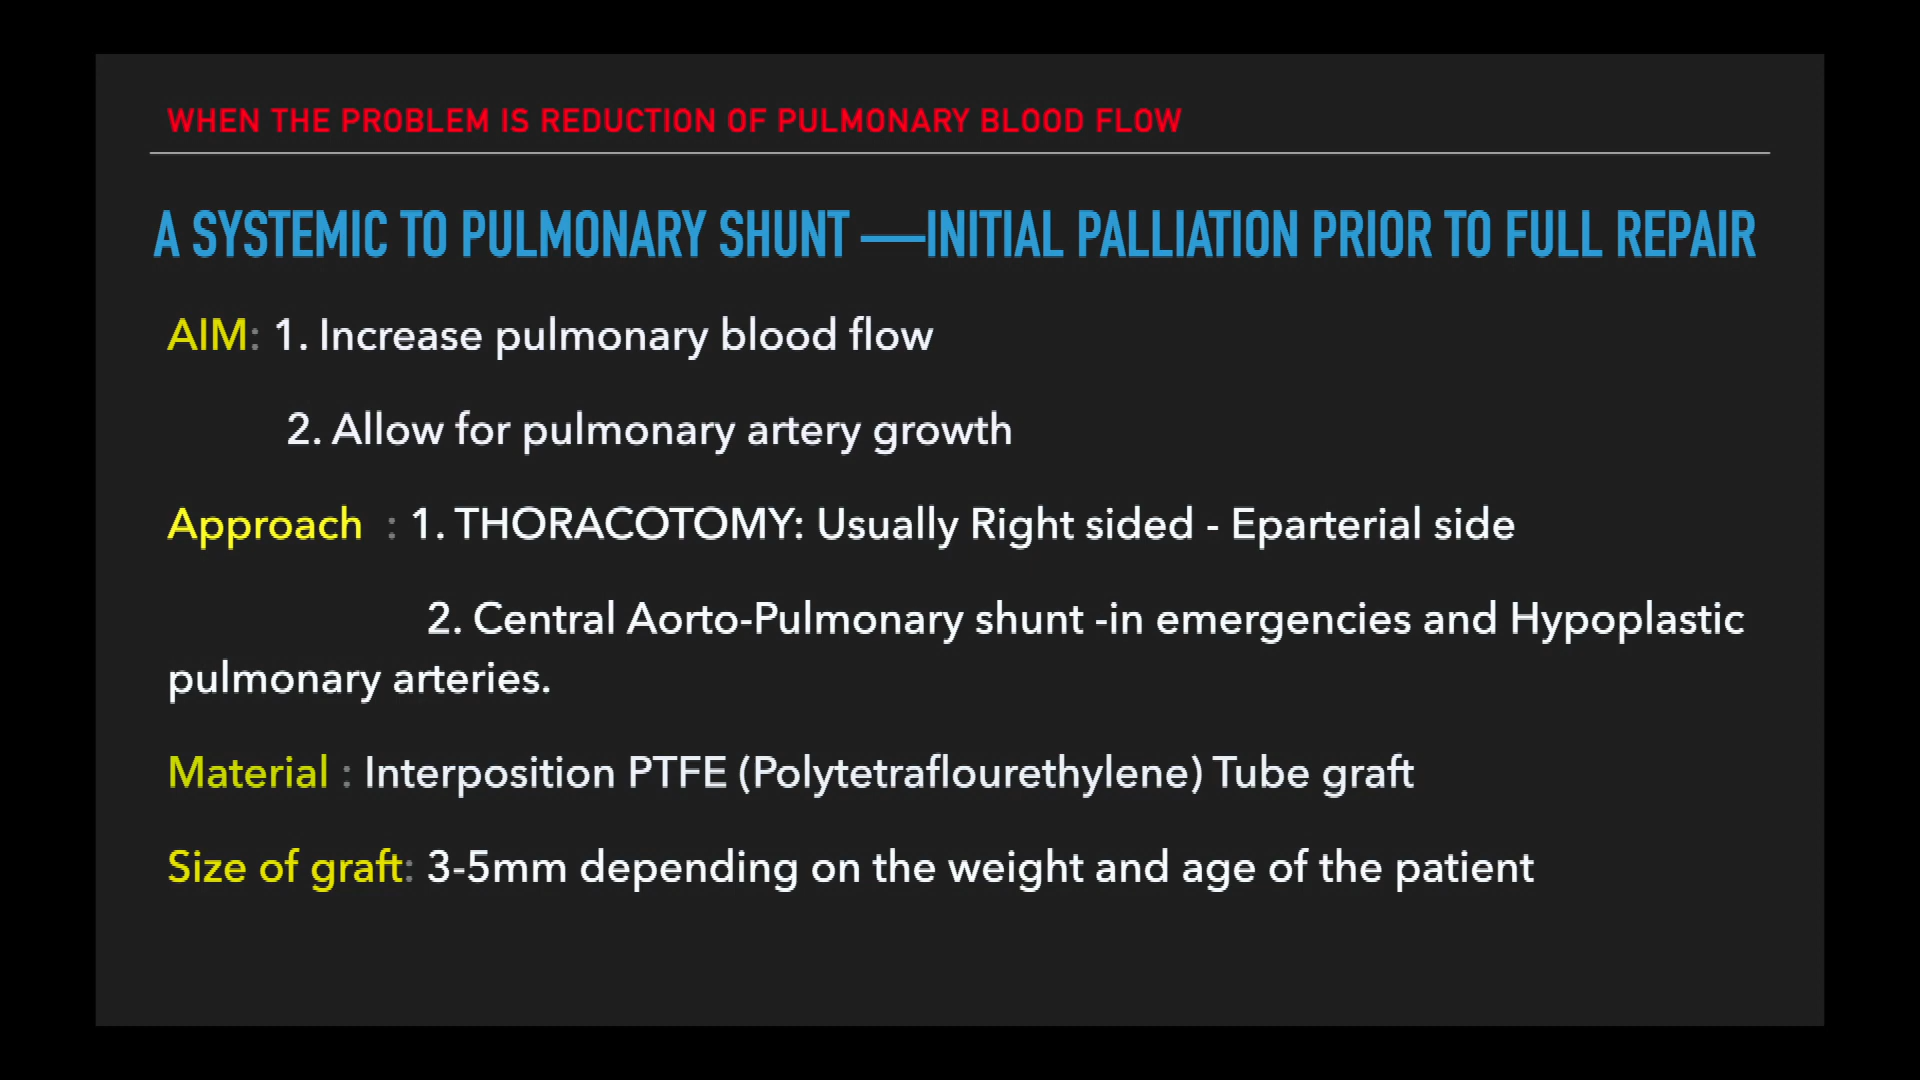 WHEN THE PROBLEM IS REDUCTION OF PULMONARY BLOOD FLOW
A SYSTEMIC TO PULMONARY SHUNT —–INITIAL PALLIATION PRIOR TO FULL REPAIR
AIM: 1. Increase pulmonary blood flow
2. Allow for pulmonary artery growth
Approach : 1. THORACOTOMY: Usually Right sided - Eparterial side
2. Central Aorto-Pulmonary shunt -in emergencies and Hypoplastic
pulmonary arteries.
Material : Interposition PTFE (Polytetraflourethylene) Tube graft
Size of graft: 3-5mm depending on the weight and age of the patient